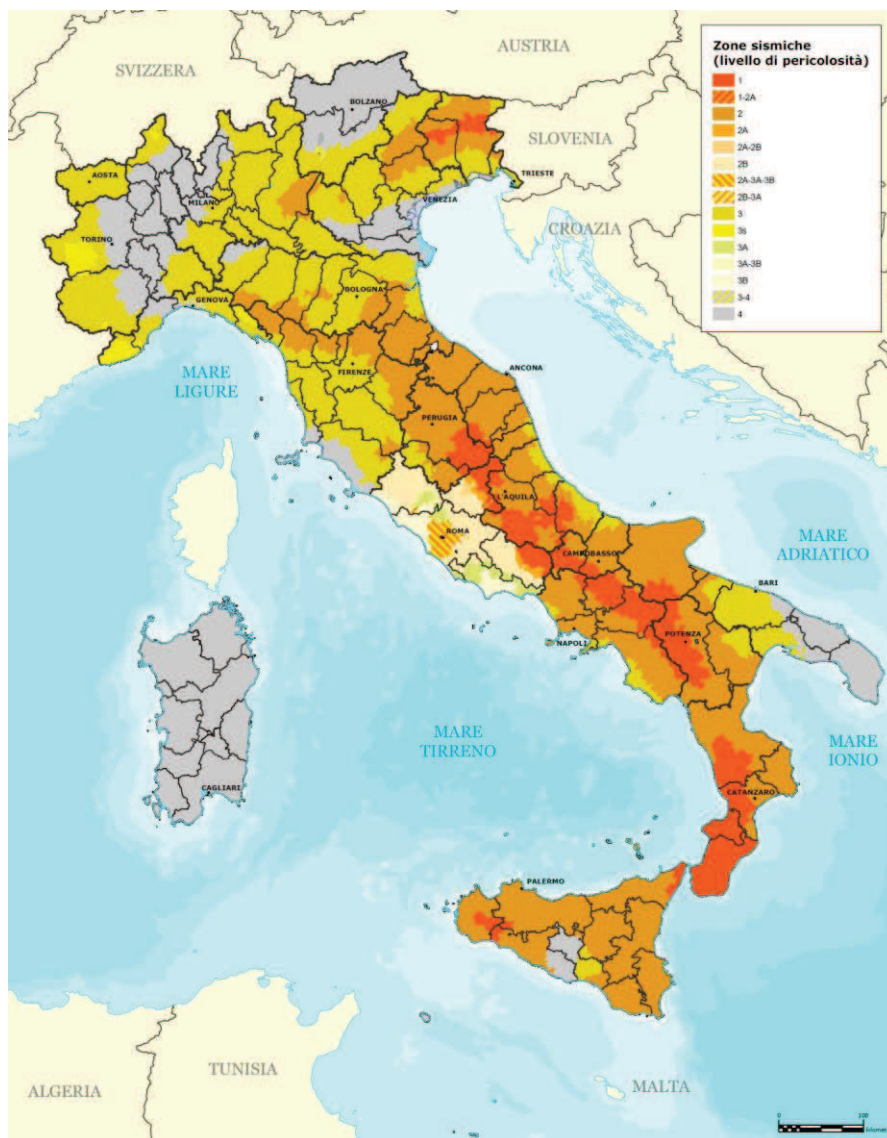 AUSTRIA
SVIZZERA
BOLZANO
SLOVENIA
TRIESTE
AOSTA
MILANO
VENEZIA
CROAZIA
TORINO
BOLOGNA
GENOVA
MARE
LIGURE
FIRENZE
ANCONA
PERUGIA
L'AQUILA
ROMA
CAMPOBASSO
MARE
ADRIATICO
BARI
NAPOLI
POTENZA
MARE
TIRRENO
MARE
IONIO
CAGLIARI
CATANZARO
PALERMO
TUNISIA
ALGERIA
MALTA
Zone sismiche
(livello di pericolosità)
1
1-2A
2
2A
2A-2B
2B
2A-3A-3B
2B-3A
3
3s
3A
3A-3B
3B
3-4
4
0
100